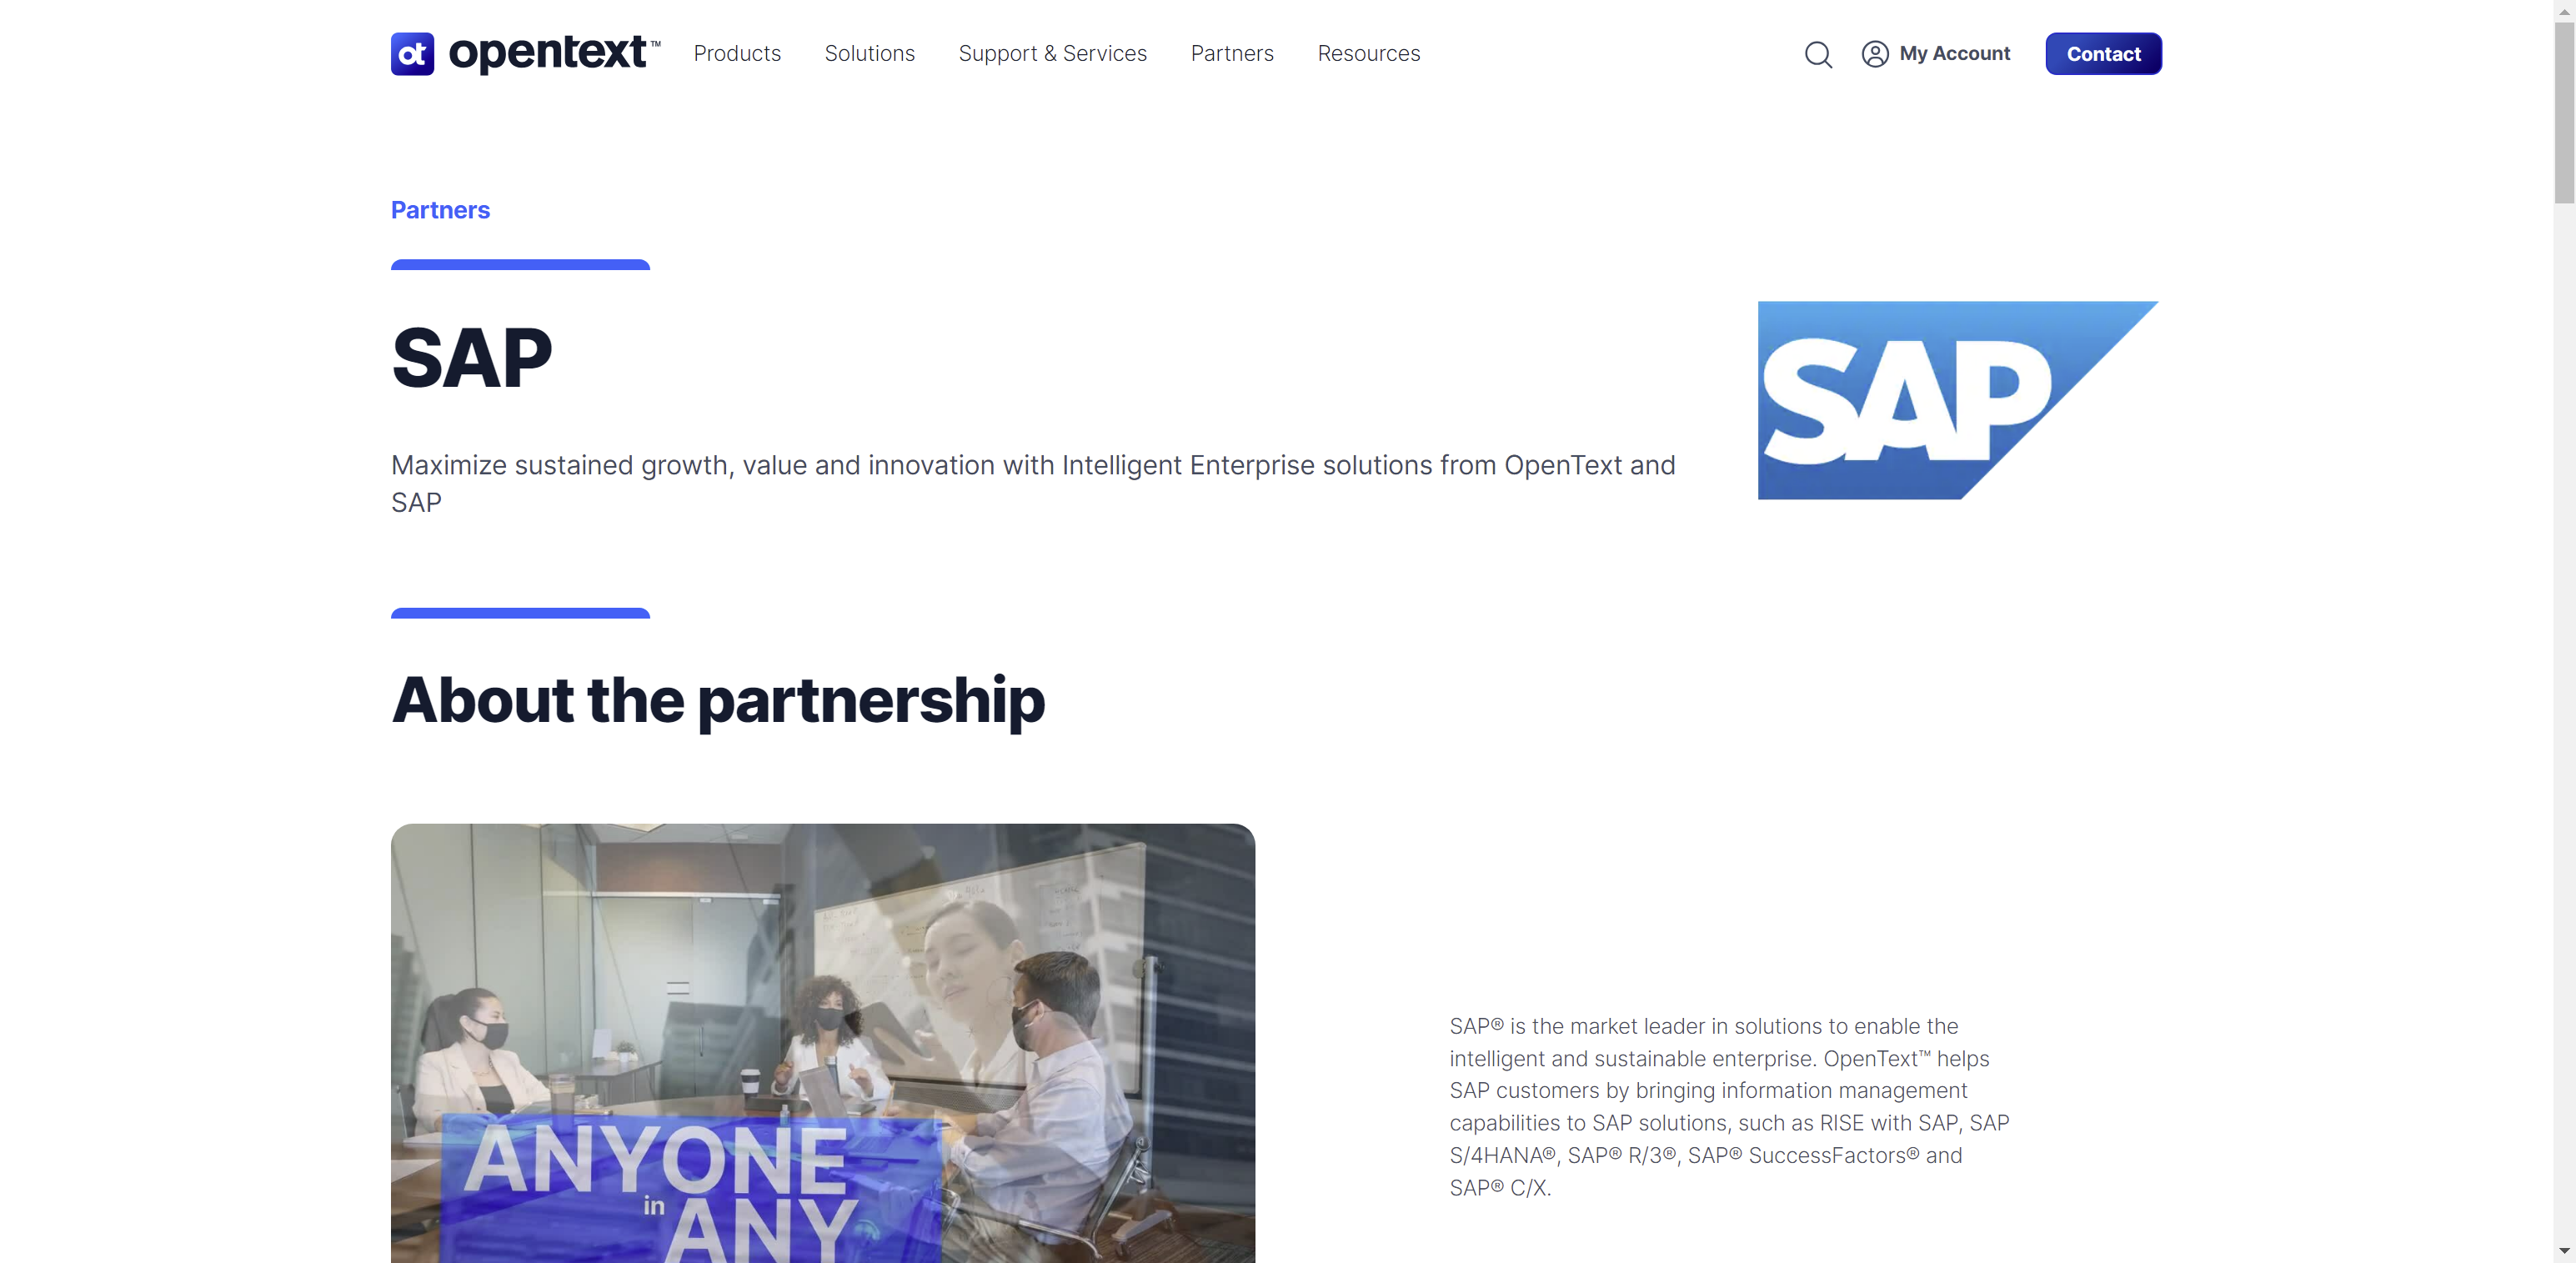 ot opentext™ Products Solutions Support & Services Partners Resources My Account Contact
Partners
SAP
SAP
Maximize sustained growth, value and innovation with Intelligent Enterprise solutions from OpenText and
SAP
About the partnership
ANYONE
in
ANY
SAP® is the market leader in solutions to enable the
intelligent and sustainable enterprise. OpenText™ helps
SAP customers by bringing information management
capabilities to SAP solutions, such as RISE with SAP, SAP
S/4HANA®, SAP® R/3®, SAP® SuccessFactors® and
SAP® C/X.